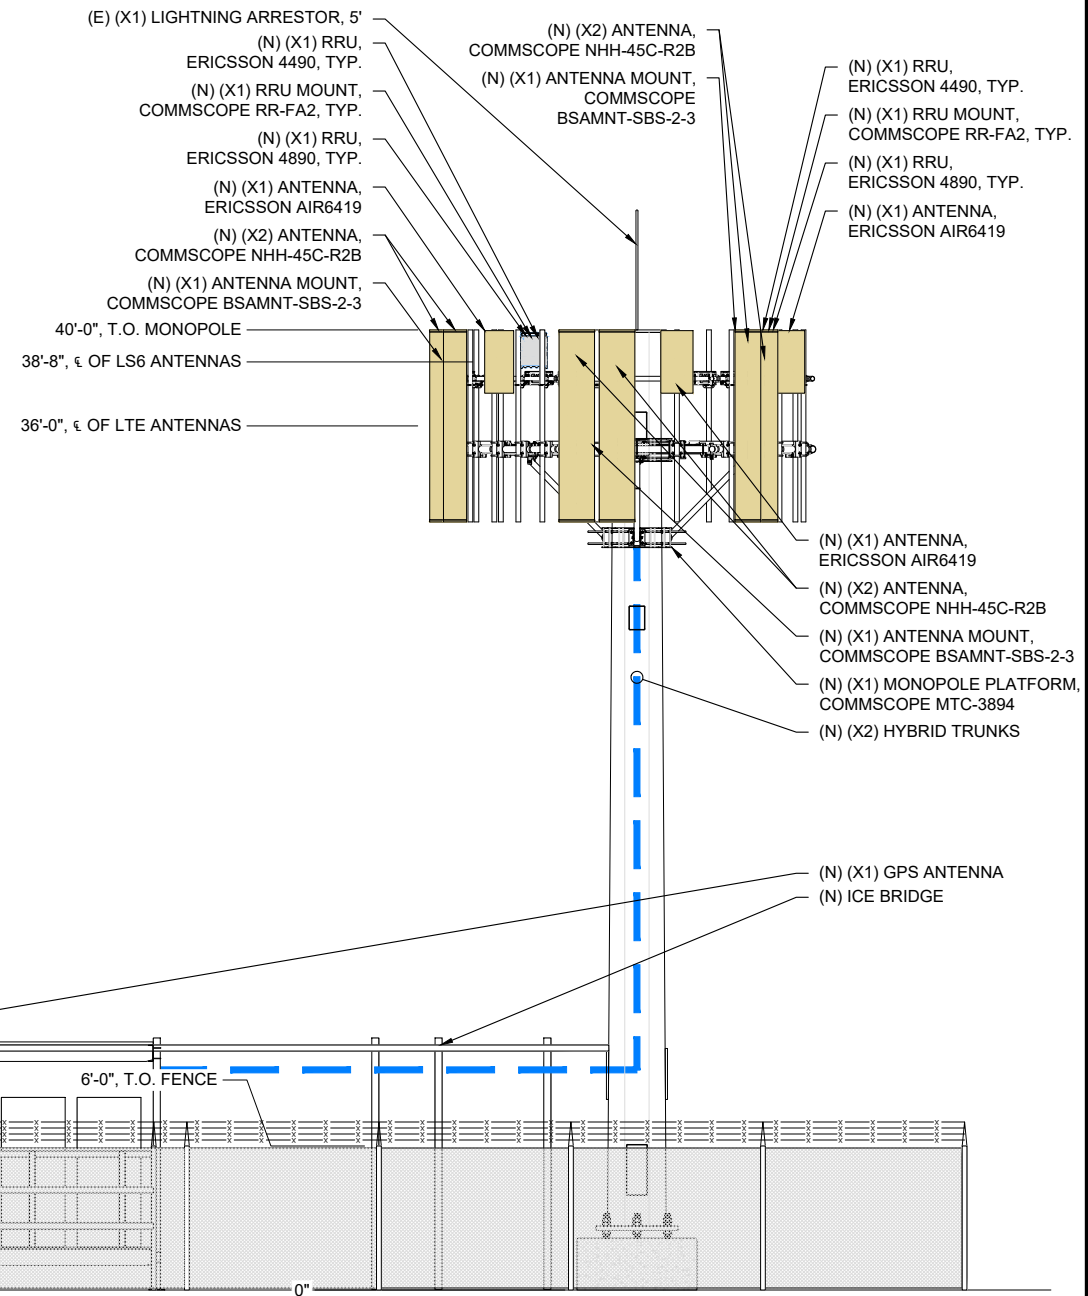 (E) (X1) LIGHTNING ARRESTOR, 5'
(N) (X1) RRU,
ERICSSON 4490, TYP.
(N) (X1) RRU MOUNT,
COMMSCOPE RR-FA2, TYP.
(N) (X1) RRU,
ERICSSON 4890, TYP.
(N) (X1) ANTENNA,
ERICSSON AIR6419
(N) (X2) ANTENNA,
COMMSCOPE NHH-45C-R2B
(N) (X1) ANTENNA MOUNT,
COMMSCOPE BSAMNT-SBS-2-3
40'-0", T.O. MONOPOLE
38'-8", ℄ OF LS6 ANTENNAS
36'-0", ℄ OF LTE ANTENNAS
(N) (X2) ANTENNA,
COMMSCOPE NHH-45C-R2B
(N) (X1) ANTENNA MOUNT,
COMMSCOPE
BSAMNT-SBS-2-3
(N) (X1) RRU,
ERICSSON 4490, TYP.
(N) (X1) RRU MOUNT,
COMMSCOPE RR-FA2, TYP.
(N) (X1) RRU,
ERICSSON 4890, TYP.
(N) (X1) ANTENNA,
ERICSSON AIR6419
(N) (X1) ANTENNA,
ERICSSON AIR6419
(N) (X2) ANTENNA,
COMMSCOPE NHH-45C-R2B
(N) (X1) ANTENNA MOUNT,
COMMSCOPE BSAMNT-SBS-2-3
(N) (X1) MONOPOLE PLATFORM,
COMMSCOPE MTC-3894
(N) (X2) HYBRID TRUNKS
(N) (X1) GPS ANTENNA
(N) ICE BRIDGE
6'-0", T.O. FENCE
0"